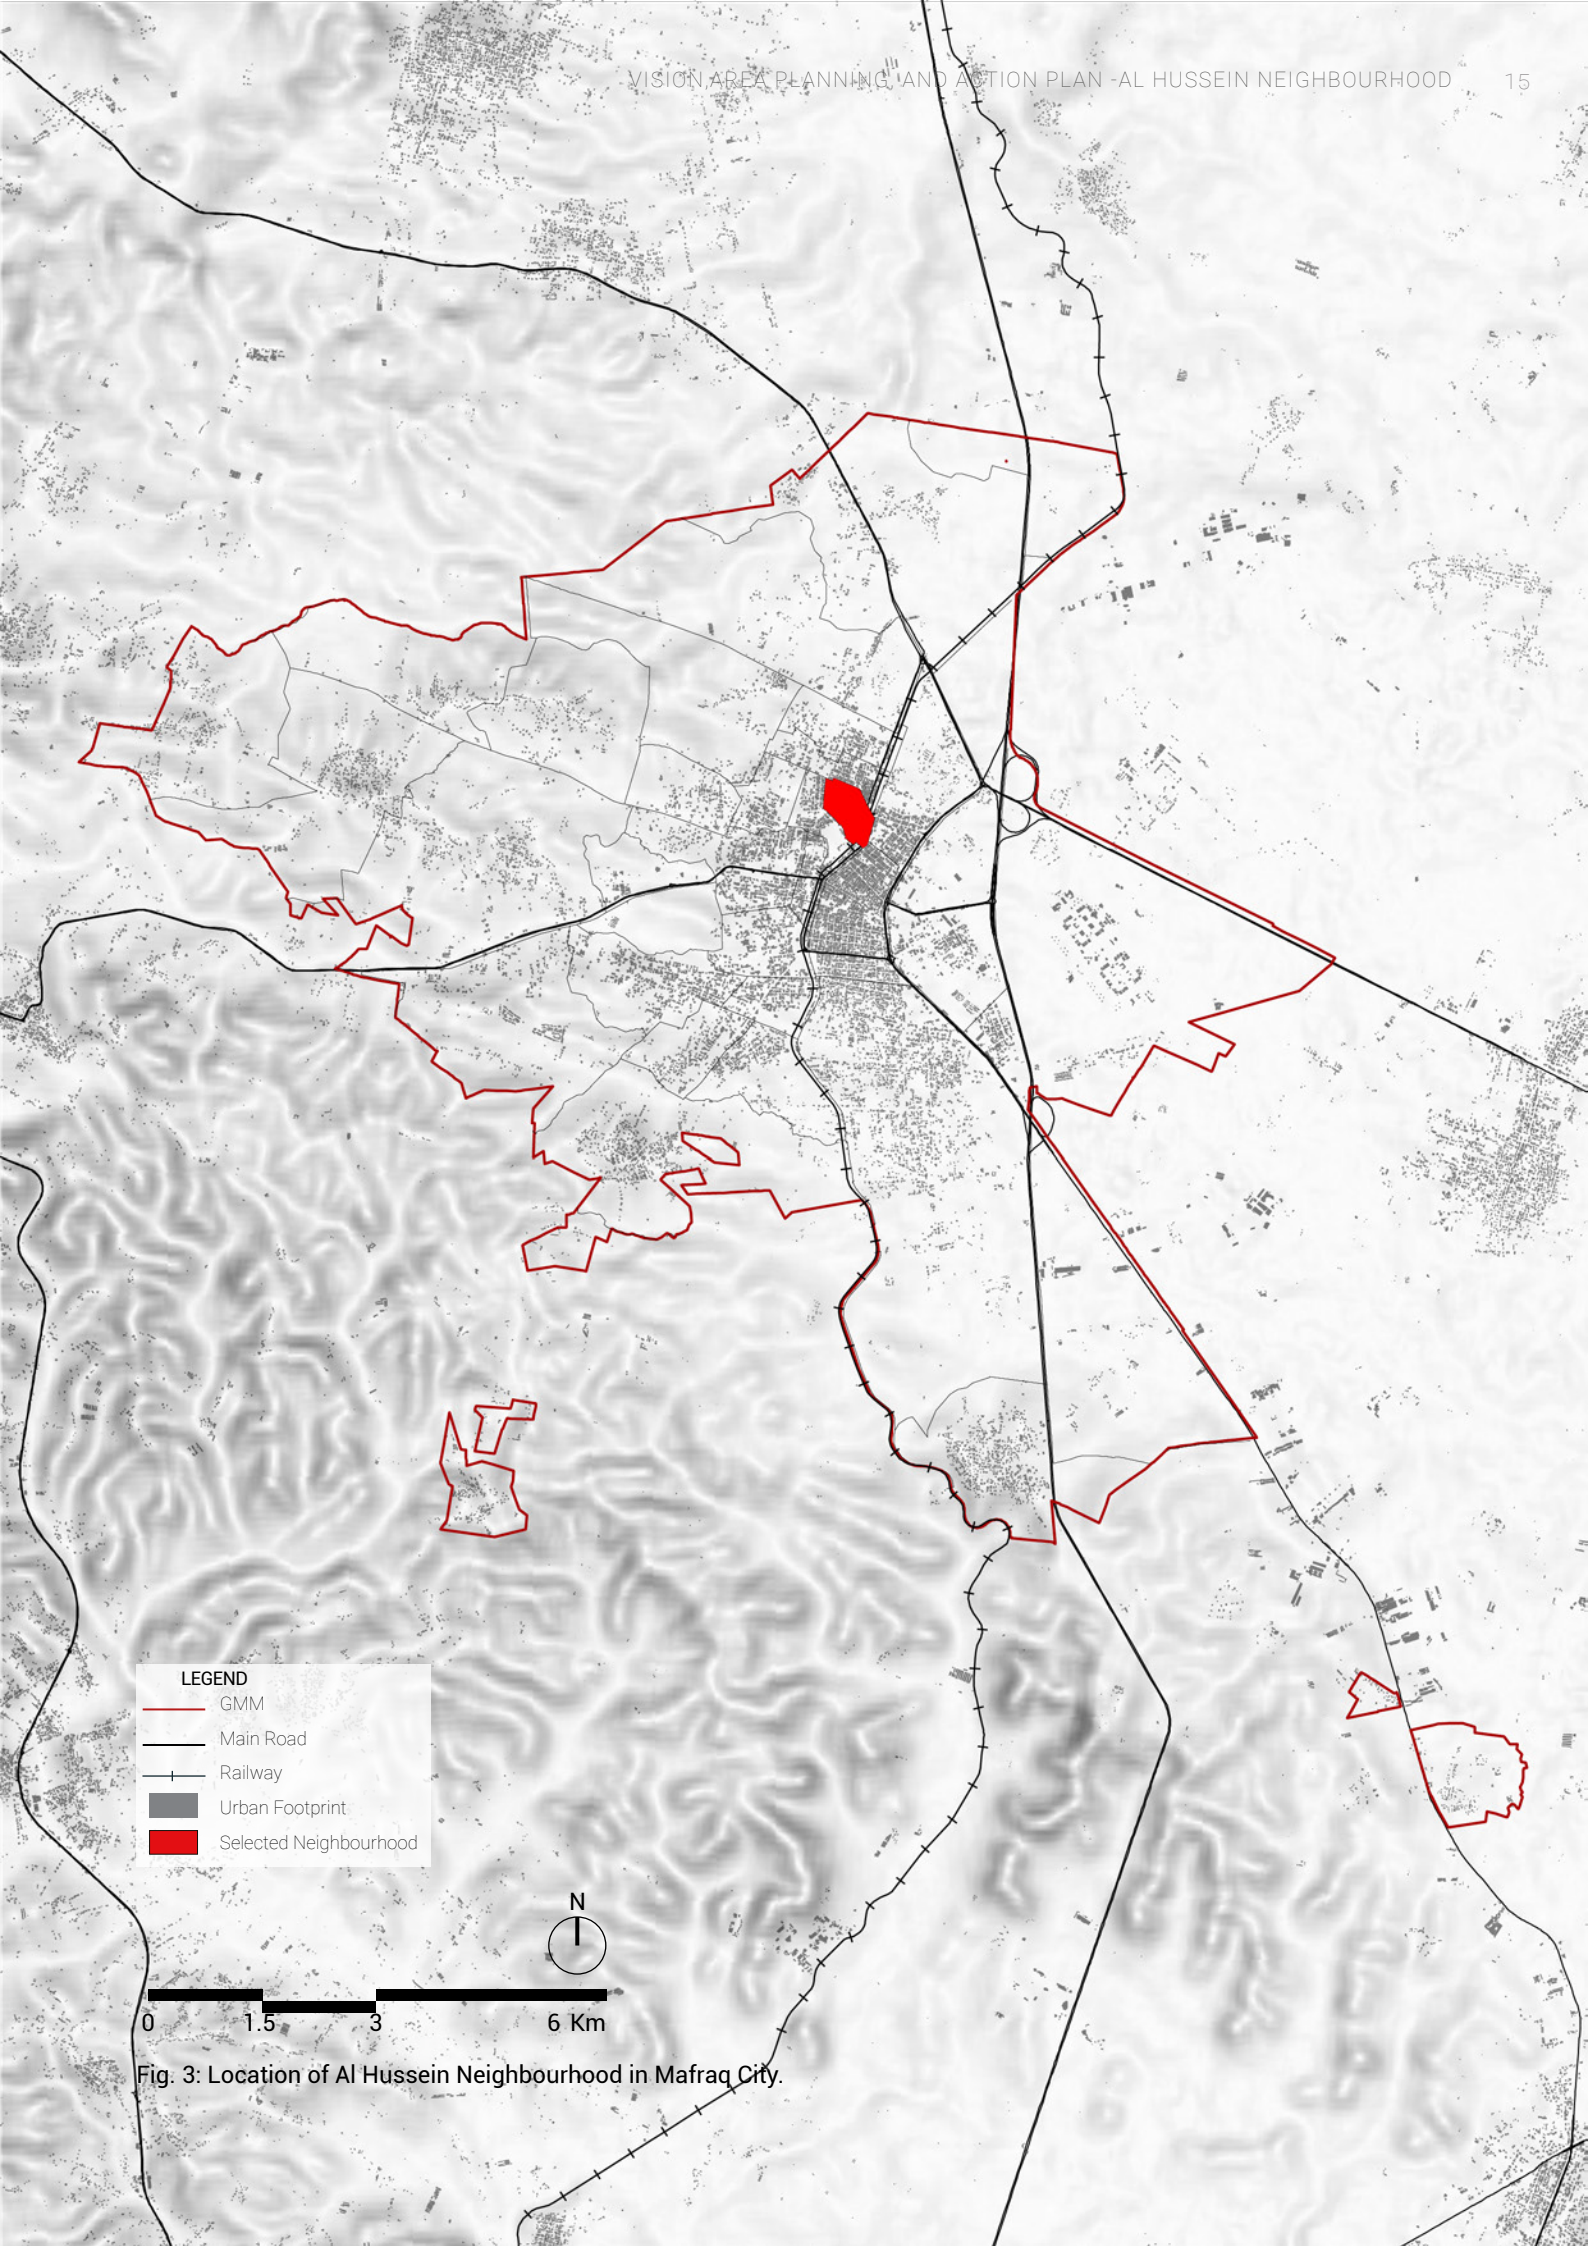 VISION AREA PLANNING, AND ACTION PLAN -AL HUSSEIN NEIGHBOURHOOD 15
LEGEND
GMM
Main Road
Railway
Urban Footprint
Selected Neighbourhood
N
0 1.5 3 6 Km
Fig. 3: Location of Al Hussein Neighbourhood in Mafraq City.